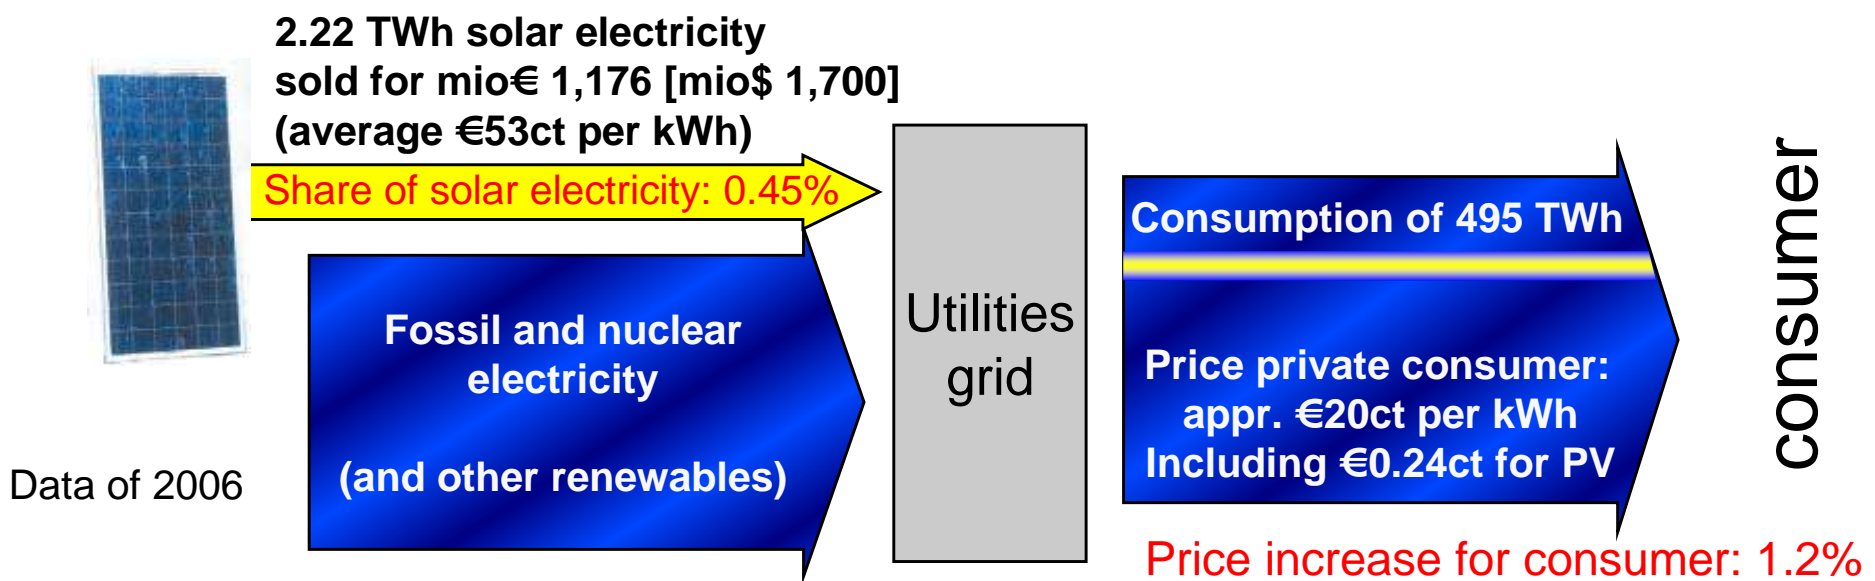 2.22 TWh solar electricity
sold for mio€ 1,176 [mio$ 1,700]
(average €53ct per kWh)
Share of solar electricity: 0.45%
Fossil and nuclear
electricity
(and other renewables)
Data of 2006
Utilities
grid
Consumption of 495 TWh
Price private consumer:
appr. €20ct per kWh
Including €0.24ct for PV
consumer
Price increase for consumer: 1.2%